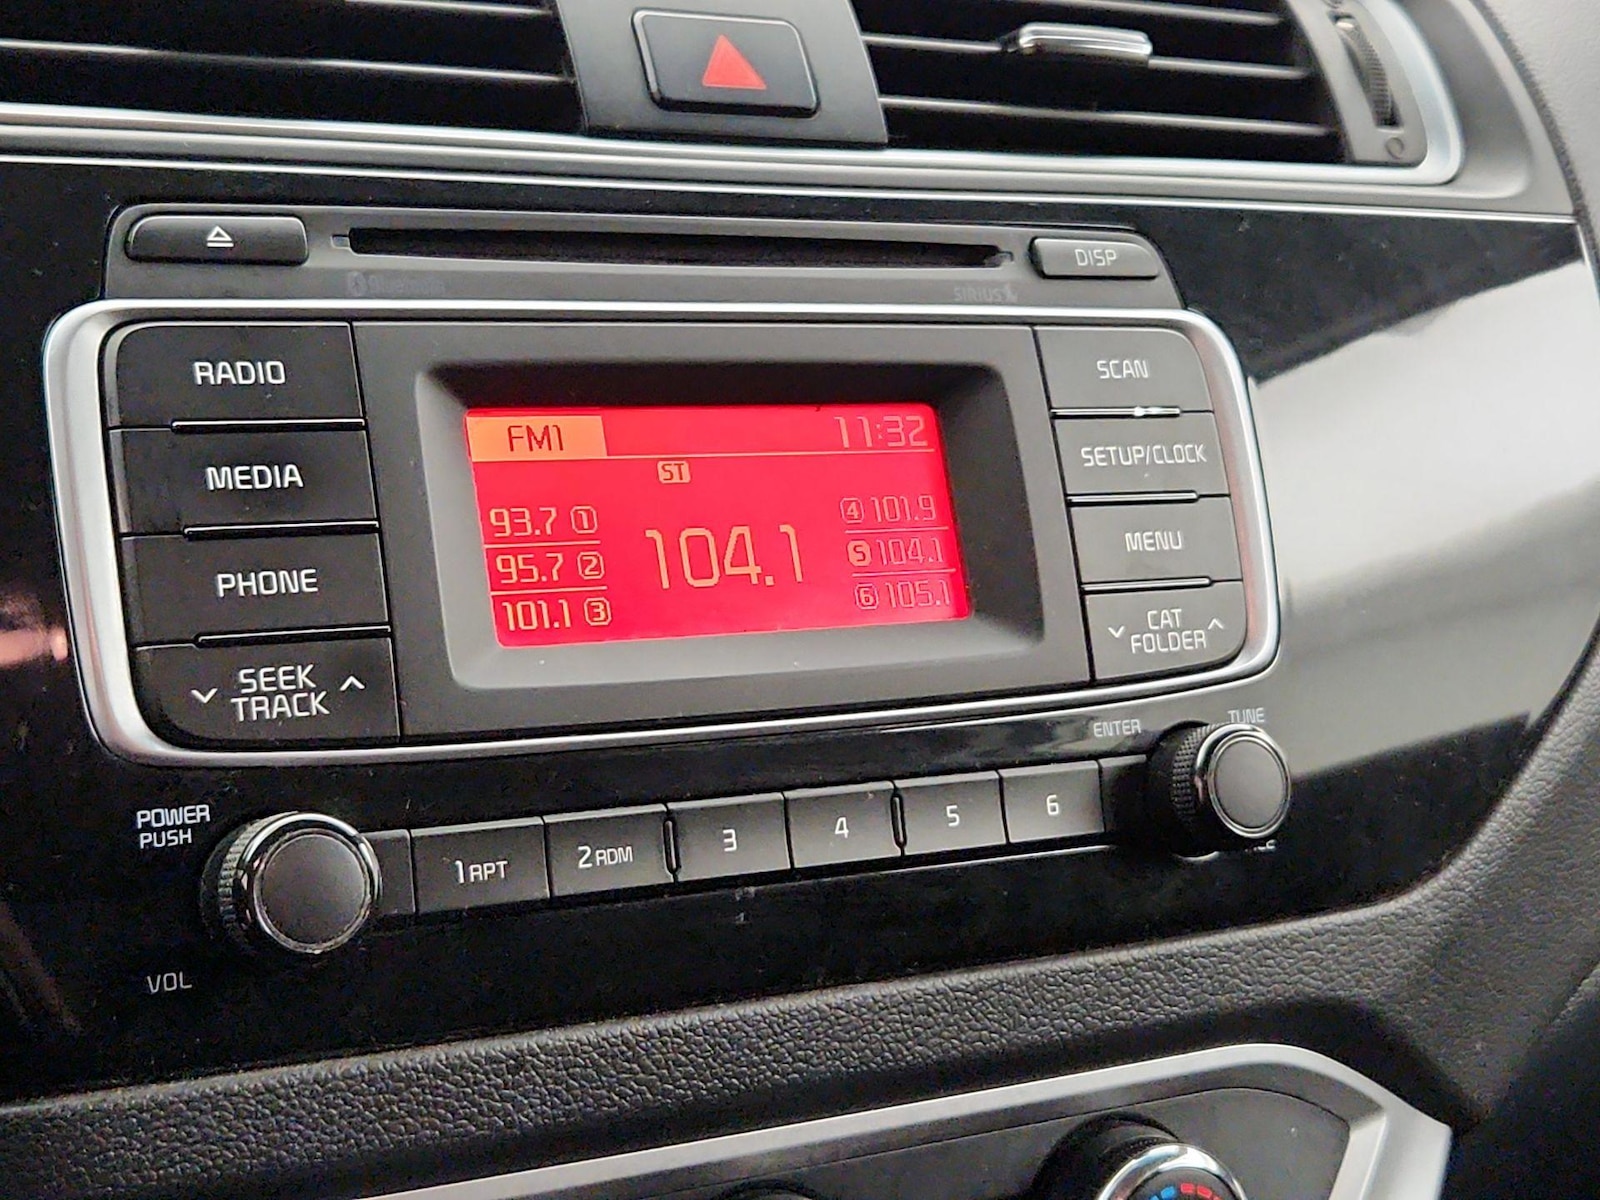 DISP
Bluetooth
SIRIUS
RADIO
MEDIA
PHONE
SEEK
TRACK
FM1 11:32
ST
93.7 1
95.7 2
101.1 3
104.1
4 101.9
5 104.1
6 105.1
SCAN
SETUP/CLOCK
MENU
CAT
FOLDER
POWER
PUSH
VOL
1 RPT
2 RDM
3
4
5
6
ENTER
TUNE